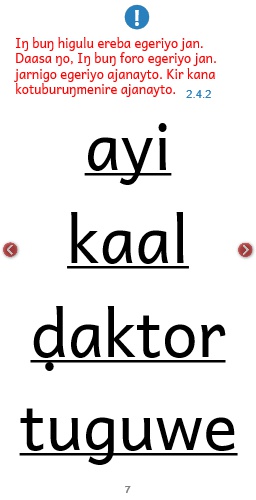 !
Iŋ buŋ higulu ereba egeriyo jan.
Daasa ŋo, Iŋ buŋ foro egeriyo jan.
jarnigo egeriyo ajanayto. Kir kana
kotuburuŋmenire ajanayto. 2.4.2
ayi
kaal
ḍaktor
tuguwe
7